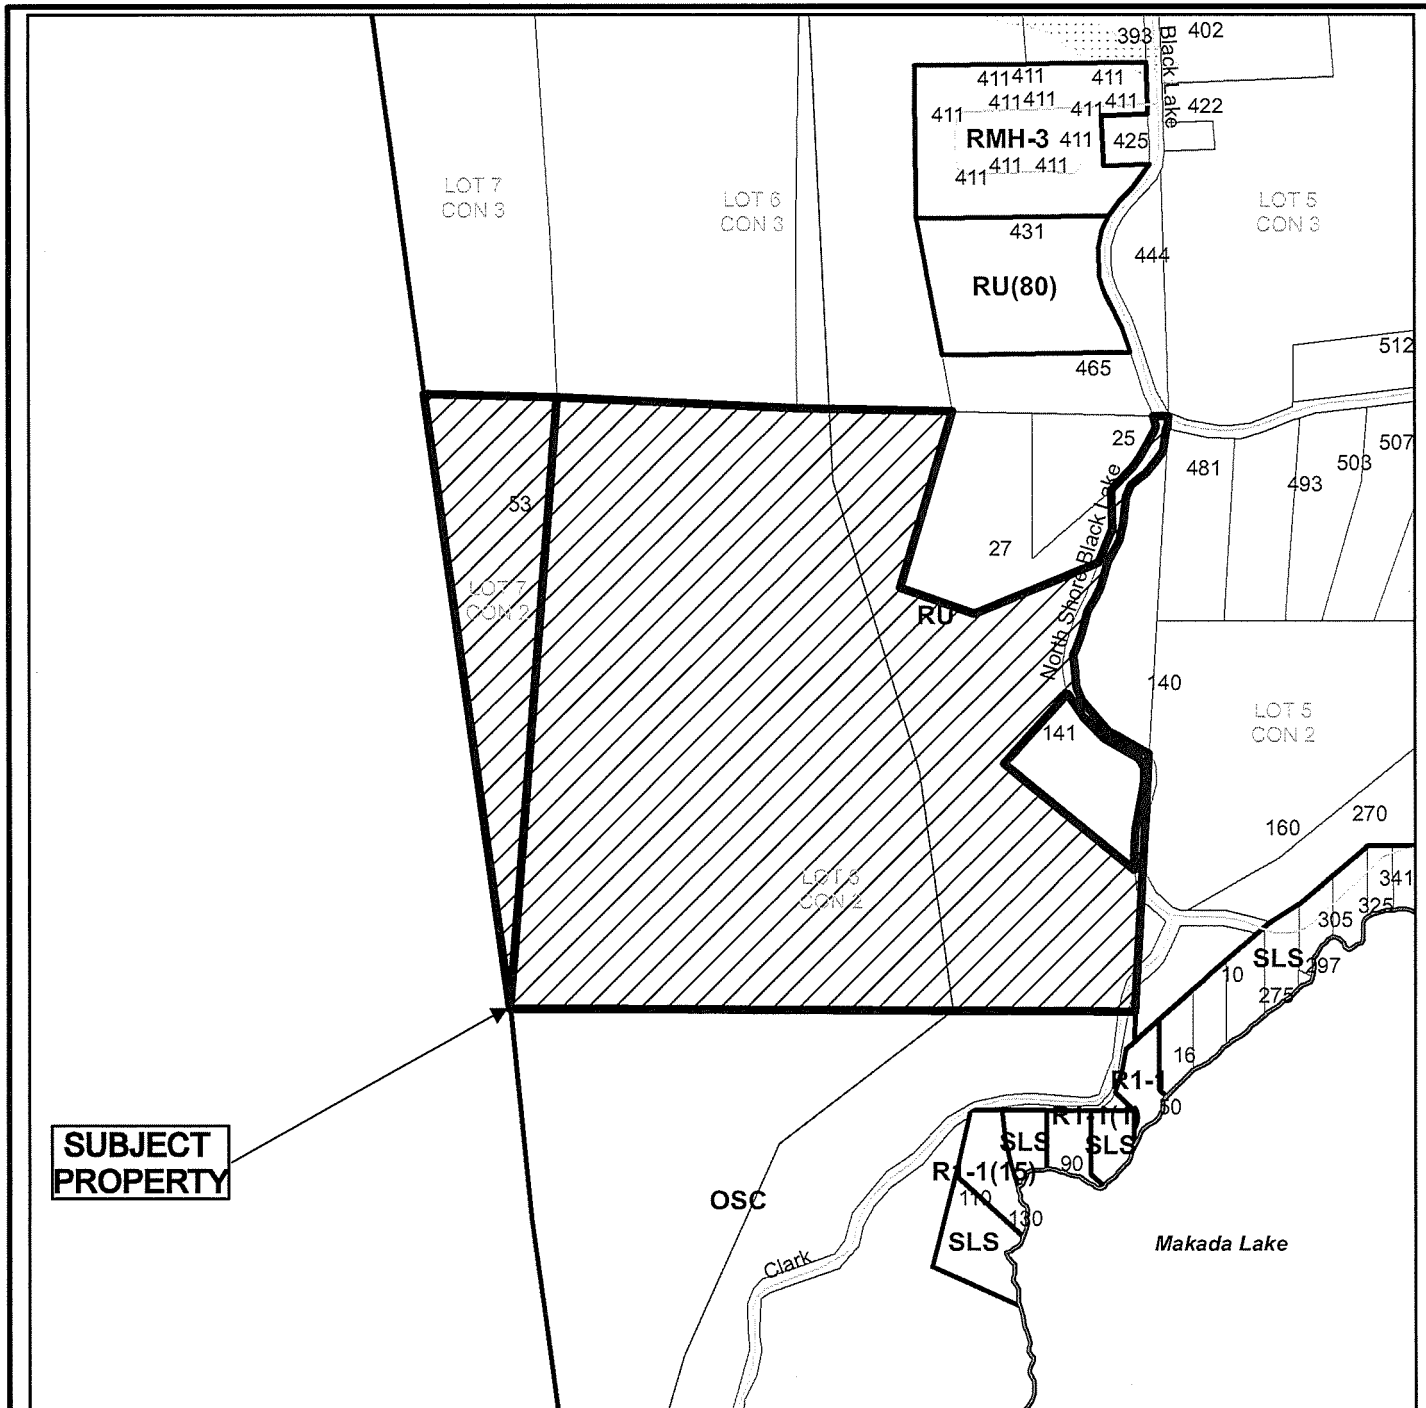 393
402
Black Lake
411 411 411
411 411 411 411
411
422
RMH-3 411 425
411 411
411
LOT 7
CON 3
LOT 6
CON 3
LOT 5
CON 3
431
444
RU(80)
512
465
25
507
481
503
493
53
27
North Shore Black Lake
LOT 7
CON 2
RU
140
LOT 5
CON 2
141
270
160
LOT 6
CON 2
341
325
305
SLS
297
10
275
16
R1-1
50
R1-1(1)
SLS
SLS
90
R1-1(15)
110
130
SLS
SUBJECT
PROPERTY
OSC
Clark
Makada Lake